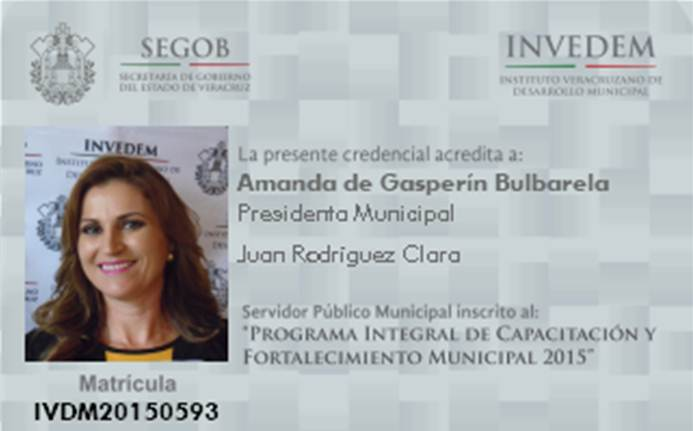 SEGOB
SECRETARÍA DE GOBIERNO
DEL ESTADO DE VERACRUZ
INVEDEM
INSTITUTO VERACRUZANO DE
DESARROLLO MUNICIPAL
INVEDEM
La presente credencial acredita a:
Amanda de Gasperín Bulbarela
Presidenta Municipal
Juan Rodríguez Clara
Servidor Público Municipal inscrito al:
"PROGRAMA INTEGRAL DE CAPACITACIÓN Y
FORTALECIMIENTO MUNICIPAL 2015"
Matrícula
IVDM20150593